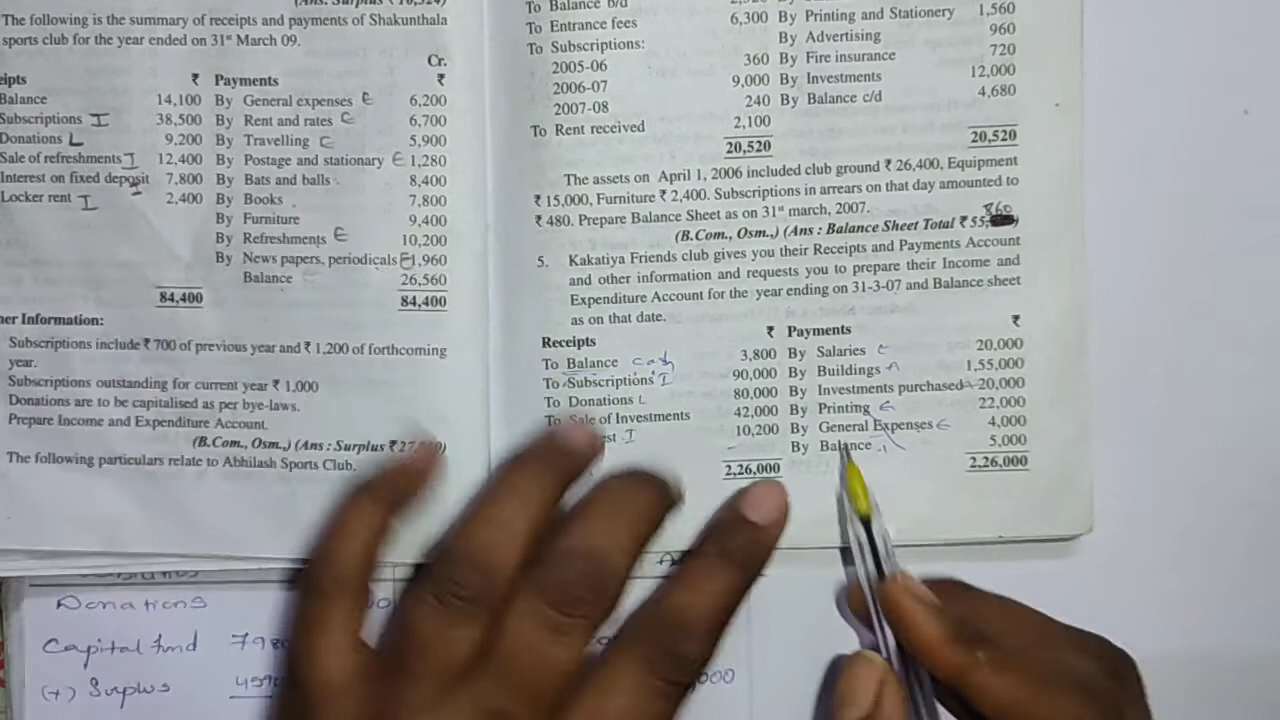 The following is the summary of receipts and payments of Shakunthala
sports club for the year ended on 31st March 09.
Cr.
eipts ₹ Payments ₹
Balance 14,100 By General expenses E 6,200
Subscriptions I 38,500 By Rent and rates E 6,700
Donations L 9,200 By Travelling E 5,900
Sale of refreshments I 12,400 By Postage and stationary E 1,280
Interest on fixed deposit 7,800 By Bats and balls 8,400
Locker rent I 2,400 By Books 7,800
By Furniture 9,400
By Refreshments E 10,200
By News papers, periodicals E 1,960
Balance 26,560
84,400 84,400
er Information:
Subscriptions include ₹ 700 of previous year and ₹ 1,200 of forthcoming
year.
Subscriptions outstanding for current year ₹ 1,000
Donations are to be capitalised as per bye-laws.
Prepare Income and Expenditure Account.
(B.Com., Osm.,) (Ans : Surplus ₹ 27,
The following particulars relate to Abhilash Sports Club.
To Balance b/d
To Entrance fees 6,300 By Printing and Stationery 1,560
To Subscriptions: By Advertising 960
2005-06 360 By Fire insurance 720
2006-07 9,000 By Investments 12,000
2007-08 240 By Balance c/d 4,680
To Rent received 2,100
20,520 20,520
The assets on April 1, 2006 included club ground ₹ 26,400, Equipment
₹ 15,000, Furniture ₹ 2,400. Subscriptions in arrears on that day amounted to
₹ 480. Prepare Balance Sheet as on 31st march, 2007.
860
(B.Com., Osm.,) (Ans : Balance Sheet Total ₹ 55,
5. Kakatiya Friends club gives you their Receipts and Payments Account
and other information and requests you to prepare their Income and
Expenditure Account for the year ending on 31-3-07 and Balance sheet
as on that date.
Receipts ₹ Payments ₹
To Balance cash 3,800 By Salaries E 20,000
To Subscriptions I 90,000 By Buildings A 1,55,000
To Donations L 80,000 By Investments purchased 20,000
To Sale of Investments 42,000 By Printing E 22,000
est I 10,200 By General Expenses E 4,000
By Balance 5,000
2,26,000 2,26,000
Donations
Capital fund
(+) Surplus